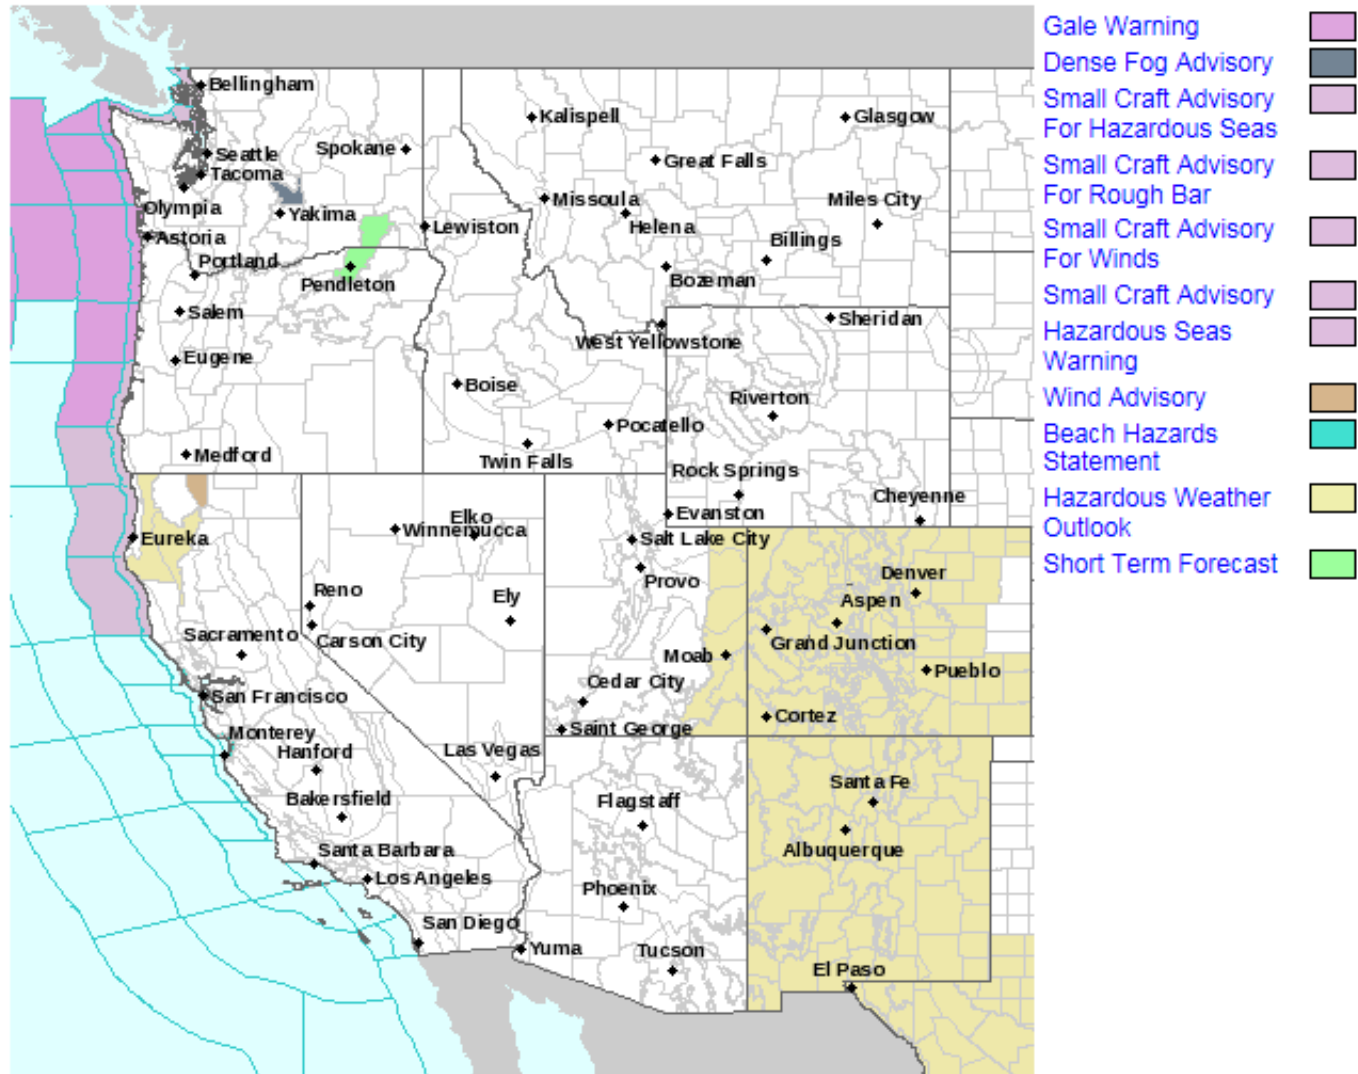 Bellingham
Seattle
Tacoma
Olympia
Spokane
Yakima
Astoria
Portland
Pendleton
Lewiston
Salem
Eugene
Medford
Kalispell
Great Falls
Glasgow
Missoula
Helena
Miles City
Billings
Bozeman
West Yellowstone
Sheridan
Boise
Pocatello
Twin Falls
Riverton
Rock Springs
Evanston
Cheyenne
Eureka
Winnemucca
Elko
Reno
Carson City
Ely
Sacramento
San Francisco
Monterey
Hanford
Bakersfield
Las Vegas
Santa Barbara
Los Angeles
San Diego
Salt Lake City
Provo
Moab
Cedar City
Saint George
Denver
Aspen
Grand Junction
Pueblo
Cortez
Flagstaff
Phoenix
Yuma
Tucson
Santa Fe
Albuquerque
El Paso
Gale Warning
Dense Fog Advisory
Small Craft Advisory
For Hazardous Seas
Small Craft Advisory
For Rough Bar
Small Craft Advisory
For Winds
Small Craft Advisory
Hazardous Seas
Warning
Wind Advisory
Beach Hazards
Statement
Hazardous Weather
Outlook
Short Term Forecast